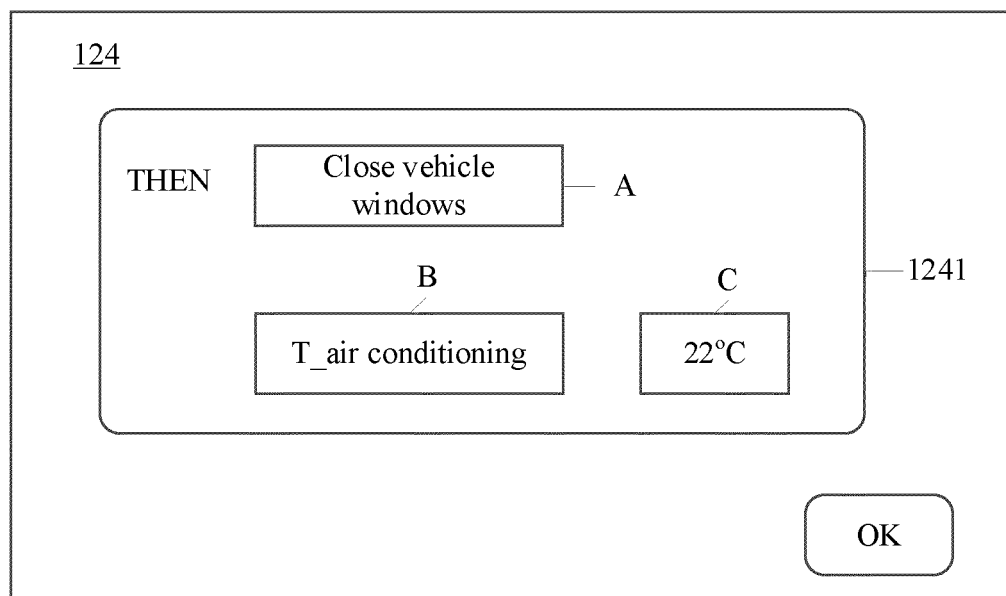 124
THEN
Close vehicle
windows
A
1241
B
C
T_air conditioning
22°C
OK